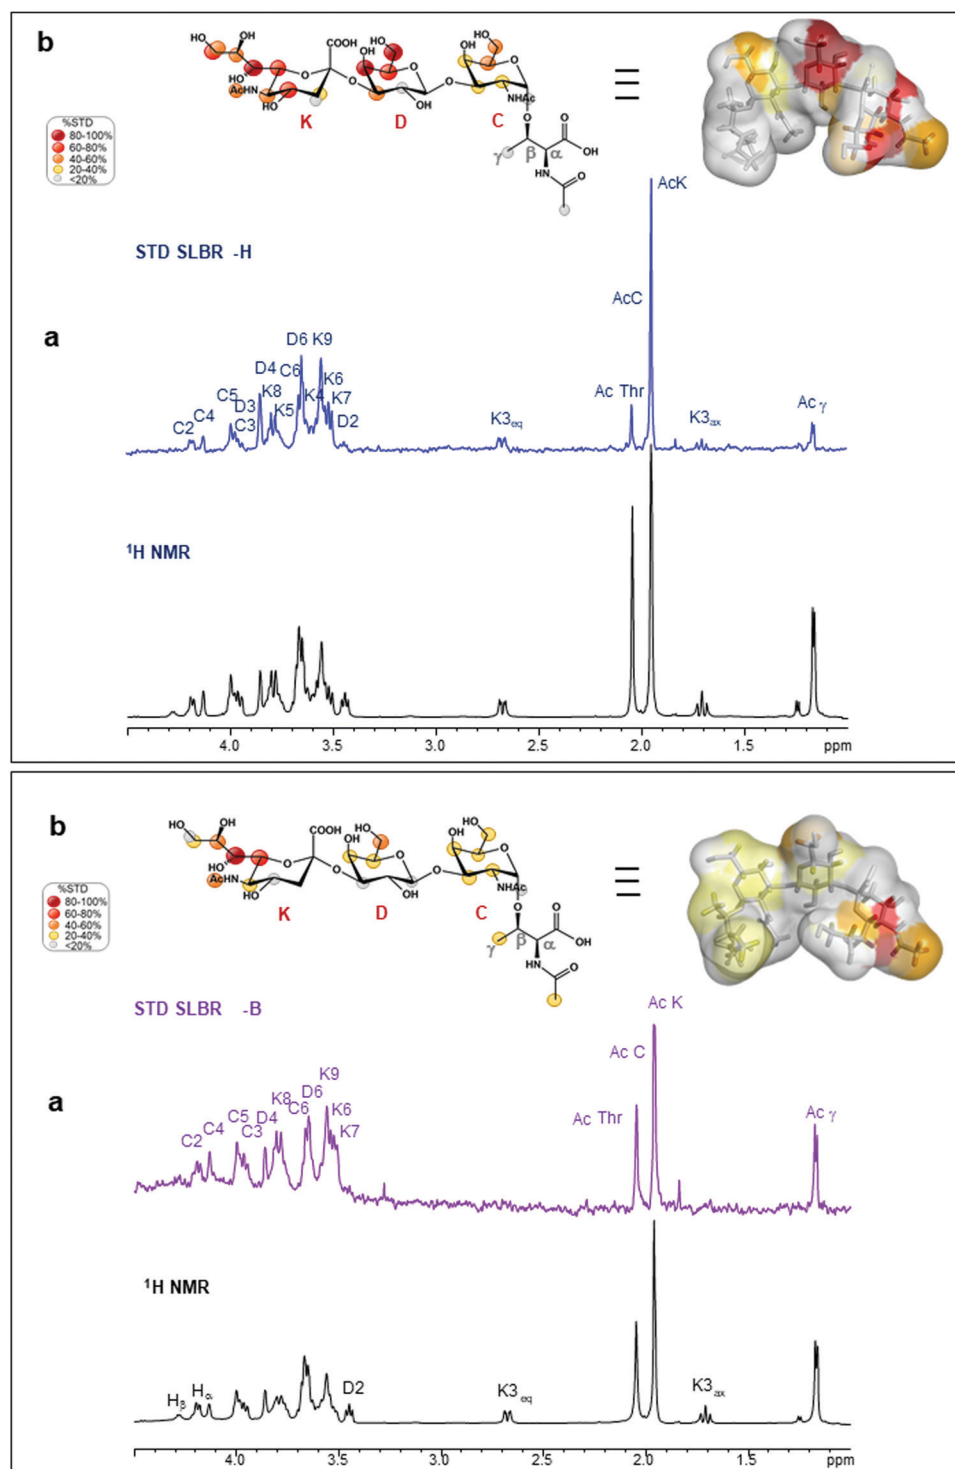 b
HO
OH
HO
COOH
OH
OH
HO
OH
HO
O
O
O
O
O
HO
AcHN
HO
OH
NHAc
K
D
C
O
O
γ
β
α
OH
HN
O
%STD
80-100%
60-80%
40-60%
20-40%
<20%
AcK
STD SLBR -H
AcC
a
D6 K9
D4 C6 K6
Ac Thr
C5 K8 K4 K7
C4 D3 K5 D2
C2 C3
K3eq
K3ax
Ac γ
¹H NMR
4.0 3.5 3.0 2.5 2.0 1.5 ppm
b
HO
OH
HO
COOH
OH
HO
OH
HO
O
O
O
O
O
HO
AcHN
HO
OH
NHAc
K
D
C
O
O
γ
β
α
OH
HN
O
%STD
80-100%
60-80%
40-60%
20-40%
<20%
Ac K
STD SLBR -B
Ac C
a
K9
K8 D6
C6 K6
C5 D4 K7
C4 C3
C2
Ac Thr
Ac γ
¹H NMR
Hβ Hα D2
K3eq
K3ax
4.0 3.5 3.0 2.5 2.0 1.5 ppm